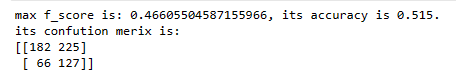 max f_score is: 0.46605504587155966, its accuracy is 0.515.
its confution merix is:
[[182 225]
[ 66 127]]